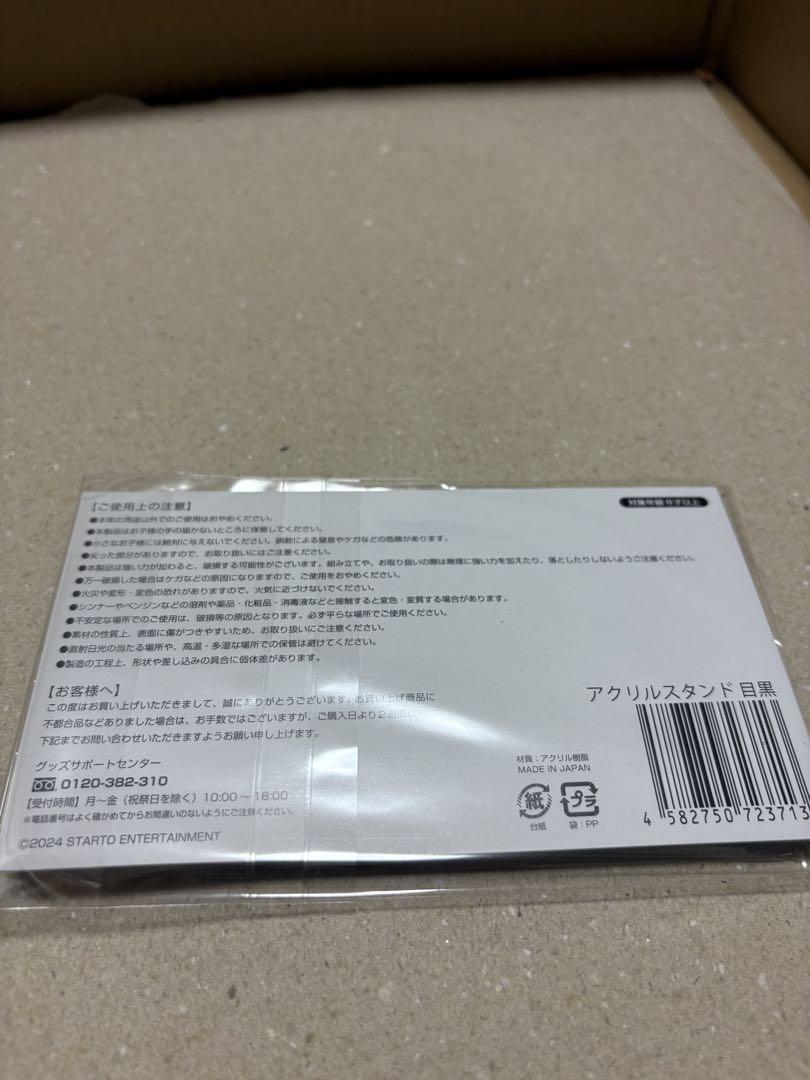 【ご使用上の注意】
対象年齢 6才以上
●本来の用途以外でのご使用はおやめください。
●本製品はお子様の手の届かないところに保管してください。
●小さなお子様には絶対に与えないでください。誤飲による窒息やケガなどの危険があります。
●尖った部分がありますので、お取り扱いにはご注意ください。
●本製品は強い力が加わると、破損する可能性がございます。組み立てや、お取り扱いの際は無理に強い力を加えたり、落としたりしないようご注意ください。
●万一破損した場合はケガなどの原因になりますので、ご使用をおやめください。
●火災や変形・変色の恐れがありますので、火気に近づけないでください。
●シンナーやベンジンなどの溶剤や薬品・化粧品・消毒液などと接触すると変色・変質する場合があります。
●不安定な場所でのご使用は、破損等の原因となります。必ず平らな場所でご使用ください。
●素材の性質上、表面に傷がつきやすいため、お取り扱いにご注意ください。
●直射日光の当たる場所や、高温・多湿な場所での保管は避けてください。
●製造の工程上、形状や差し込みの具合に個体差があります。
【お客様へ】
この度はお買い上げいただきまして、誠にありがとうございます。お買い上げ商品に
不都合品などありました場合は、お手数ではございますが、ご購入日より2週間以内に
下記までお問い合わせいただきますようお願い申し上げます。
グッズサポートセンター
0120-382-310
【受付時間】月～金（祝祭日を除く）10:00～18:00
※電話番号はよく確かめてからお間違いのないようにご注意ください。
©2024 STARTO ENTERTAINMENT
アクリルスタンド 目黒
材質：アクリル樹脂
MADE IN JAPAN
紙
台紙
プラ
袋：PP
4 582750 723713